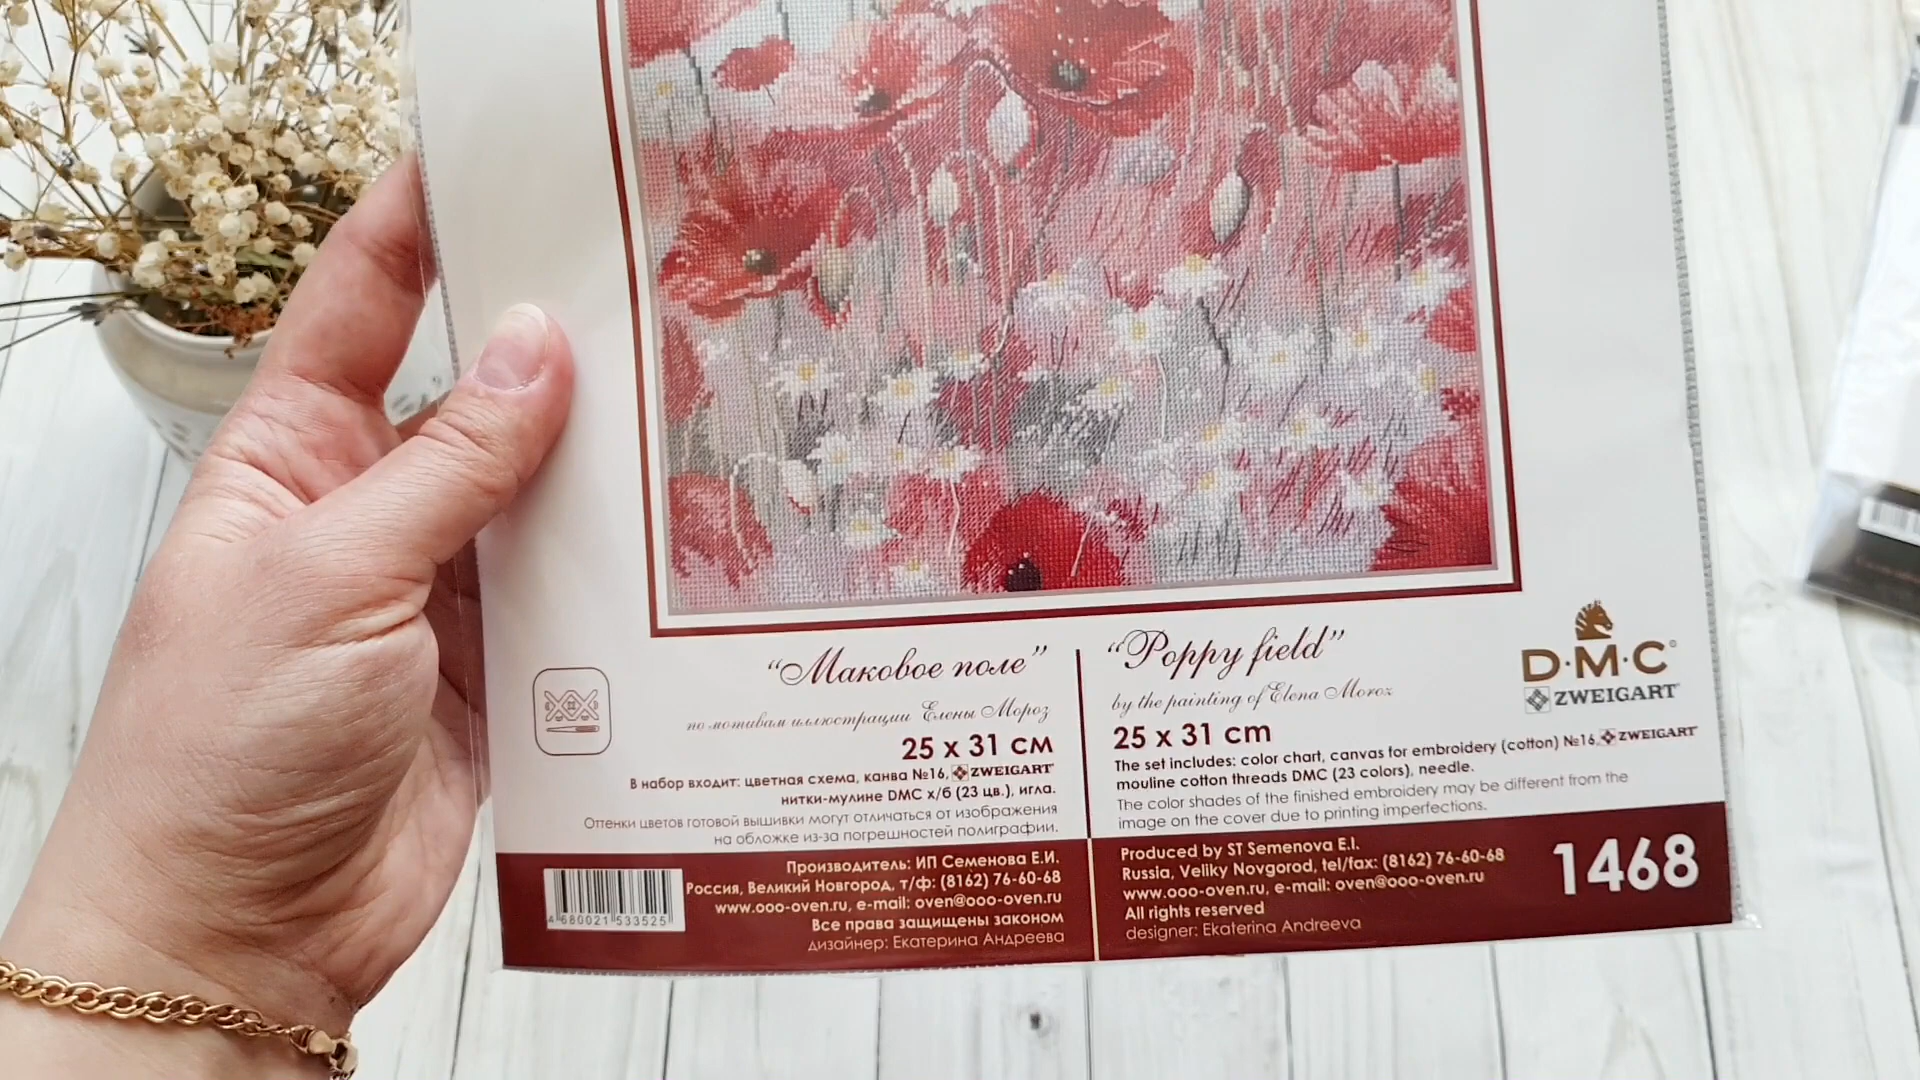 “Маковое поле”
по мотивам иллюстрации Елены Мороз
25 х 31 см
В набор входит: цветная схема, канва №16, ZWEIGART
нитки-мулине DMC х/б (23 цв.), игла.
Оттенки цветов готовой вышивки могут отличаться от изображения
на обложке из-за погрешностей полиграфии.
“Poppy field”
by the painting of Elena Moroz
25 x 31 cm
The set includes: color chart, canvas for embroidery (cotton) №16, ZWEIGART
mouline cotton threads DMC (23 colors), needle.
The color shades of the finished embroidery may be different from the
image on the cover due to printing imperfections.
D·M·C
ZWEIGART
4 680021 533525
Производитель: ИП Семенова Е.И.
Россия, Великий Новгород, т/ф: (8162) 76-60-68
www.ooo-oven.ru, e-mail: oven@ooo-oven.ru
Все права защищены законом
дизайнер: Екатерина Андреева
Produced by ST Semenova E.I.
Russia, Veliky Novgorod, tel/fax: (8162) 76-60-68
www.ooo-oven.ru, e-mail: oven@ooo-oven.ru
All rights reserved
designer: Ekaterina Andreeva
1468